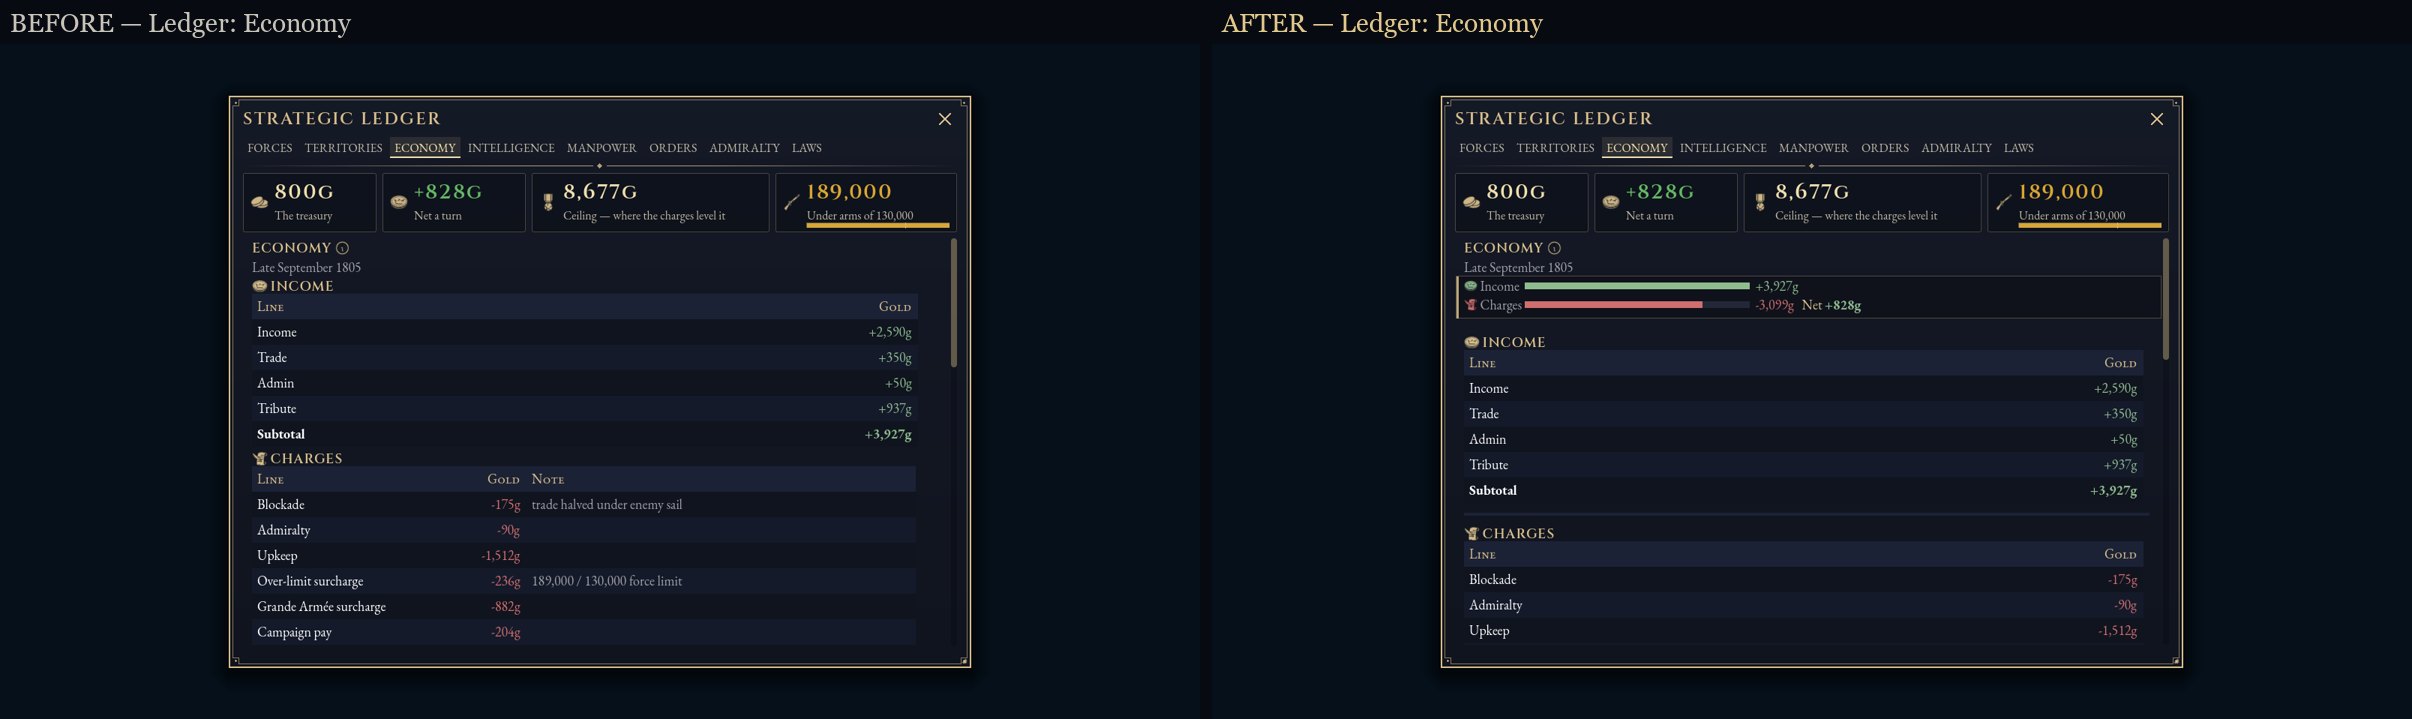 BEFORE — Ledger: Economy
STRATEGIC LEDGER
FORCES TERRITORIES ECONOMY INTELLIGENCE MANPOWER ORDERS ADMIRALTY LAWS
800G +828G 8,677G 189,000
The treasury Net a turn Ceiling — where the charges level it Under arms of 130,000
ECONOMY
Late September 1805
INCOME
Line Gold
Income +2,590g
Trade +350g
Admin +50g
Tribute +937g
Subtotal +3,927g
CHARGES
Line Gold Note
Blockade -175g trade halved under enemy sail
Admiralty -90g
Upkeep -1,512g
Over-limit surcharge -236g 189,000 / 130,000 force limit
Grande Armée surcharge -882g
Campaign pay -204g
AFTER — Ledger: Economy
STRATEGIC LEDGER
FORCES TERRITORIES ECONOMY INTELLIGENCE MANPOWER ORDERS ADMIRALTY LAWS
800G +828G 8,677G 189,000
The treasury Net a turn Ceiling — where the charges level it Under arms of 130,000
ECONOMY
Late September 1805
Income +3,927g
Charges -3,099g Net +828g
INCOME
Line Gold
Income +2,590g
Trade +350g
Admin +50g
Tribute +937g
Subtotal +3,927g
CHARGES
Line Gold
Blockade -175g
Admiralty -90g
Upkeep -1,512g